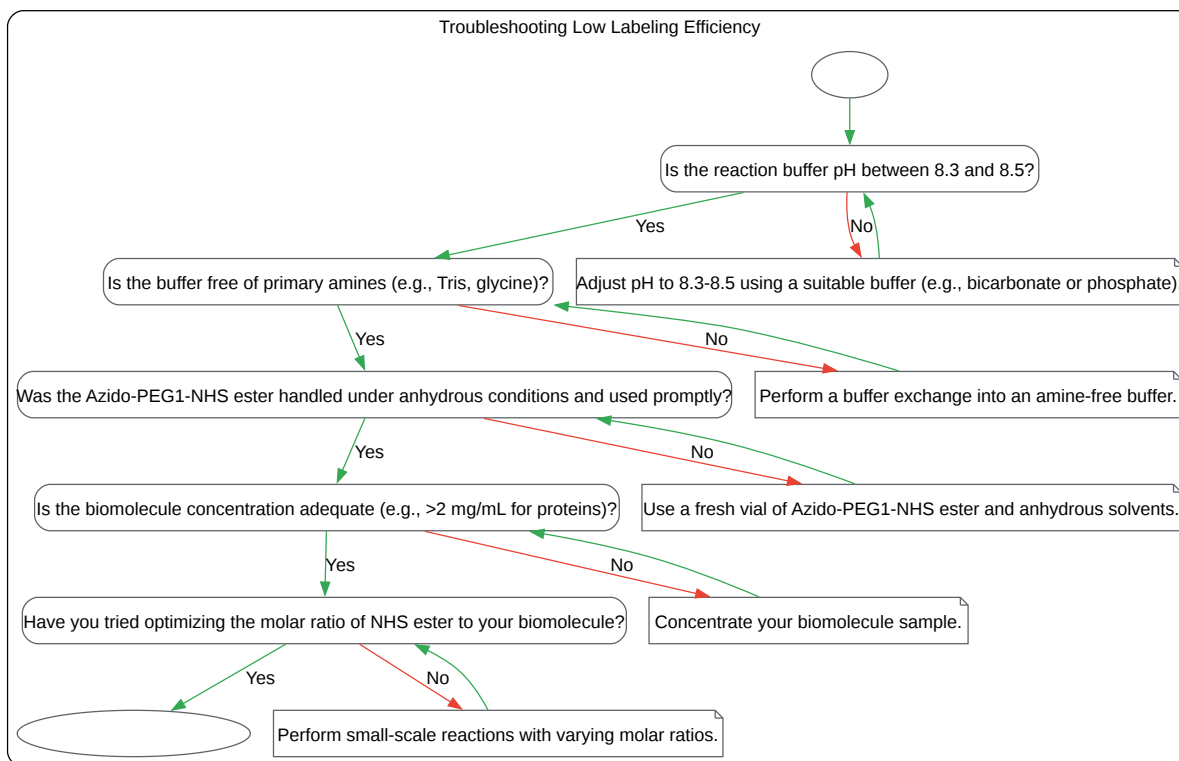 Troubleshooting Low Labeling Efficiency
Is the reaction buffer pH between 8.3 and 8.5?
Yes
No
Is the buffer free of primary amines (e.g., Tris, glycine)?
Adjust pH to 8.3-8.5 using a suitable buffer (e.g., bicarbonate or phosphate).
Yes
No
Was the Azido-PEG1-NHS ester handled under anhydrous conditions and used promptly?
Perform a buffer exchange into an amine-free buffer.
Yes
No
Is the biomolecule concentration adequate (e.g., >2 mg/mL for proteins)?
Use a fresh vial of Azido-PEG1-NHS ester and anhydrous solvents.
Yes
No
Have you tried optimizing the molar ratio of NHS ester to your biomolecule?
Concentrate your biomolecule sample.
Yes
No
Perform small-scale reactions with varying molar ratios.